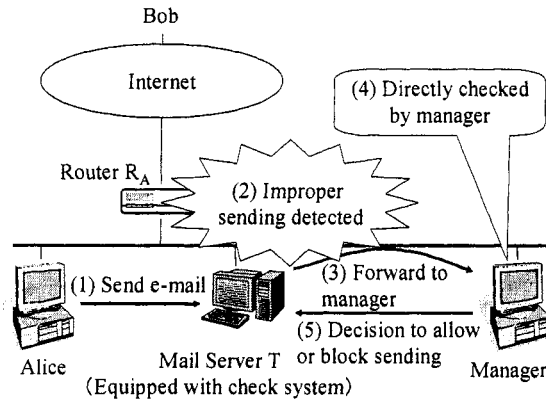 Bob
Internet
(4) Directly checked
by manager
Router RA
(2) Improper
sending detected
(1) Send e-mail
(3) Forward to
manager
(5) Decision to allow
or block sending
Alice
Mail Server T
(Equipped with check system)
Manager